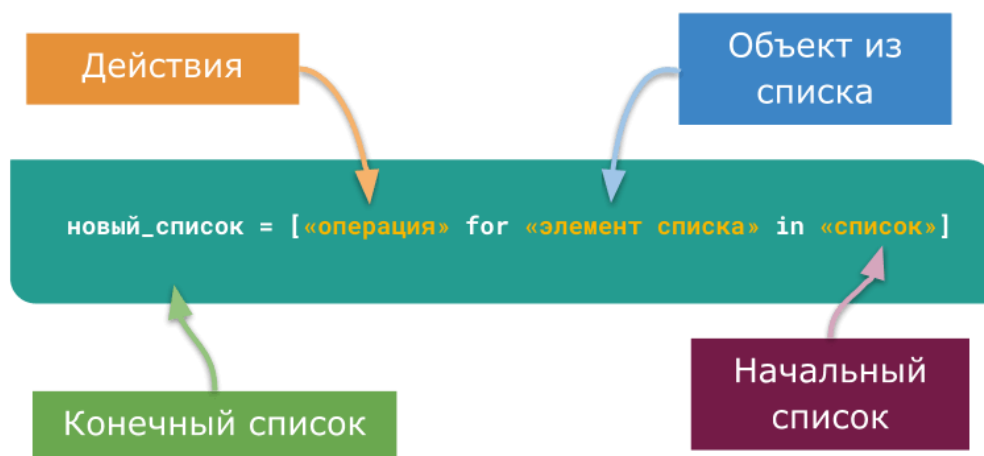 Действия
Объект из
списка
новый_список = [«операция» for «элемент списка» in «список»]
Конечный список
Начальный
список